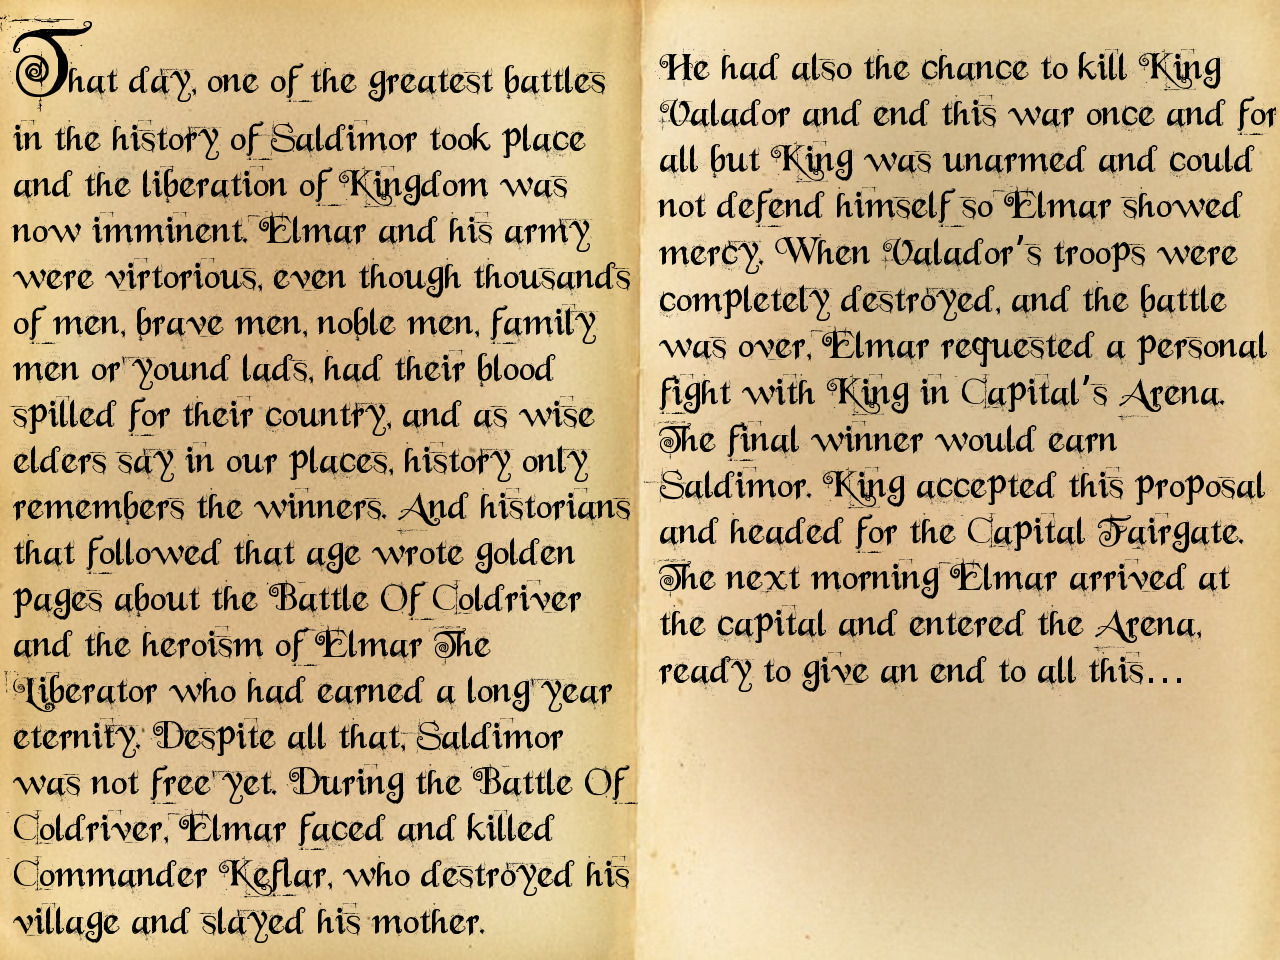 That day, one of the greatest battles
in the history of Saldimor took place
and the liberation of Kingdom was
now imminent. Elmar and his army
were virtorious, even though thousands
of men, brave men, noble men, family
men or yound lads, had their blood
spilled for their country, and as wise
elders say in our places, history only
remembers the winners. And historians
that followed that age wrote golden
pages about the Battle Of Coldriver
and the heroism of Elmar The
Liberator who had earned a long year
eternity. Despite all that, Saldimor
was not free yet. During the Battle Of
Coldriver, Elmar faced and killed
Commander Keflar, who destroyed his
village and slayed his mother.
He had also the chance to kill King
Valador and end this war once and for
all but King was unarmed and could
not defend himself so Elmar showed
mercy. When Valador's troops were
completely destroyed, and the battle
was over, Elmar requested a personal
fight with King in Capital's Arena.
The final winner would earn
Saldimor. King accepted this proposal
and headed for the Capital Fairgate.
The next morning Elmar arrived at
the capital and entered the Arena,
ready to give an end to all this...